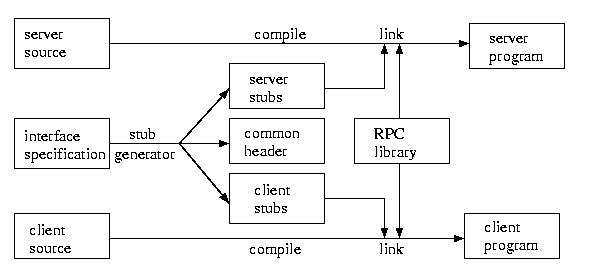 server
source
compile
link
server
program
server
stubs
interface
specification
stub
generator
common
header
RPC
library
client
stubs
client
source
compile
link
client
program